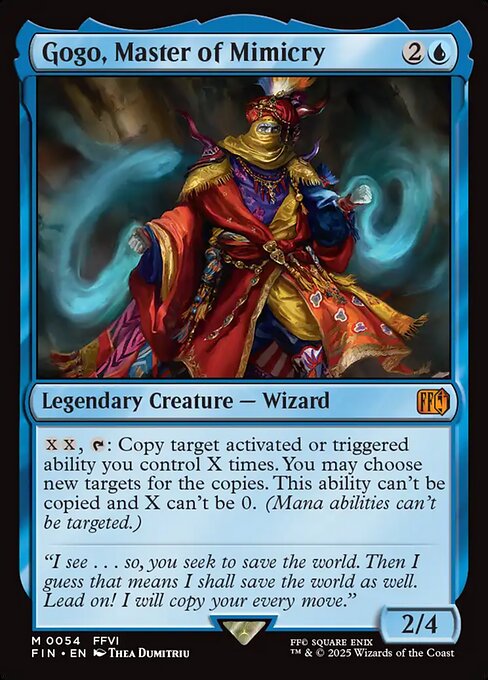 Gogo, Master of Mimicry 2
Legendary Creature — Wizard FFVI
X X, T: Copy target activated or triggered
ability you control X times. You may choose
new targets for the copies. This ability can't be
copied and X can't be 0. (Mana abilities can't
be targeted.)
"I see . . . so, you seek to save the world. Then I
guess that means I shall save the world as well.
Lead on! I will copy your every move."
2/4
M 0054 FFVI
FIN • EN Thea Dumitriu
FF© SQUARE ENIX
™ & © 2025 Wizards of the Coast